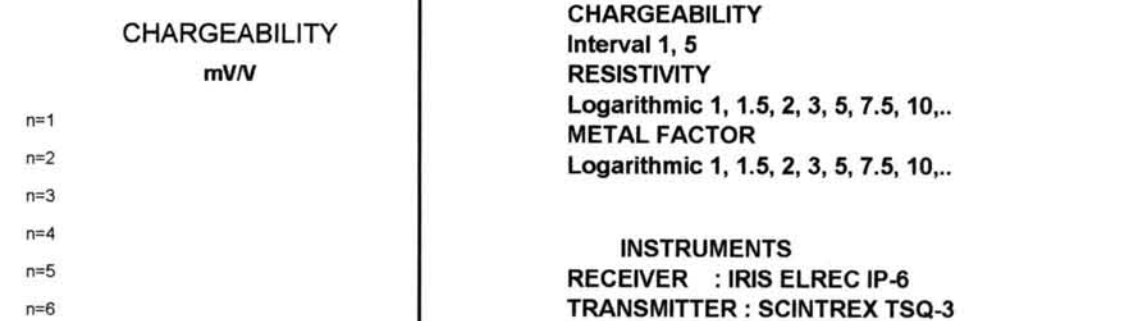 CHARGEABILITY
mV/V
n=1
n=2
n=3
n=4
n=5
n=6
CHARGEABILITY
Interval 1, 5
RESISTIVITY
Logarithmic 1, 1.5, 2, 3, 5, 7.5, 10,..
METAL FACTOR
Logarithmic 1, 1.5, 2, 3, 5, 7.5, 10,..
INSTRUMENTS
RECEIVER : IRIS ELREC IP-6
TRANSMITTER : SCINTREX TSQ-3